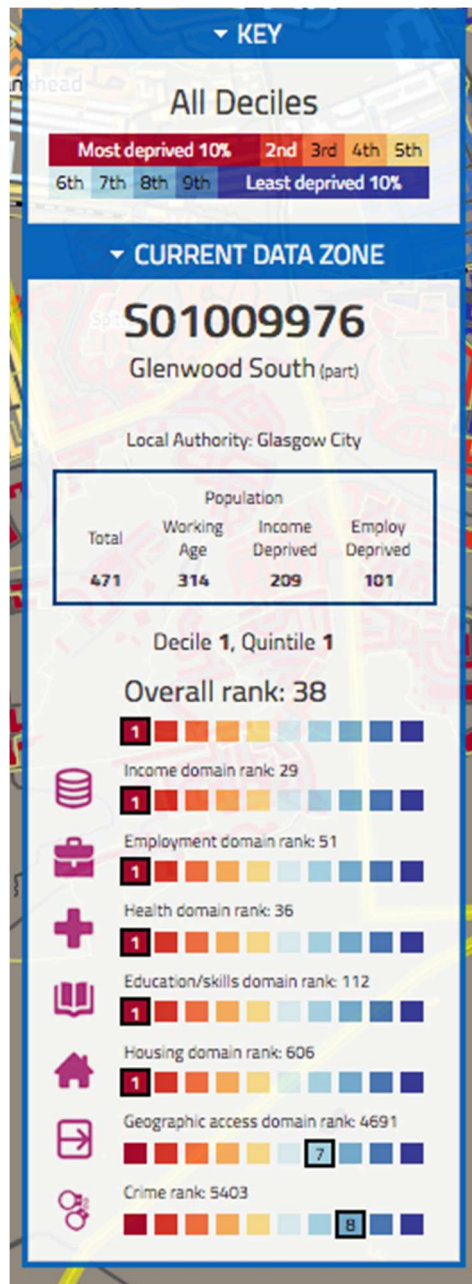 KEY
All Deciles
Most deprived 10% 2nd 3rd 4th 5th
6th 7th 8th 9th Least deprived 10%
CURRENT DATA ZONE
S01009976
Glenwood South (part)
Local Authority: Glasgow City
Population
Total Working Age Income Deprived Employ Deprived
471 314 209 101
Decile 1, Quintile 1
Overall rank: 38
1
Income domain rank: 29
1
Employment domain rank: 51
1
Health domain rank: 36
1
Education/skills domain rank: 112
1
Housing domain rank: 606
1
Geographic access domain rank: 4691
7
Crime rank: 5403
8